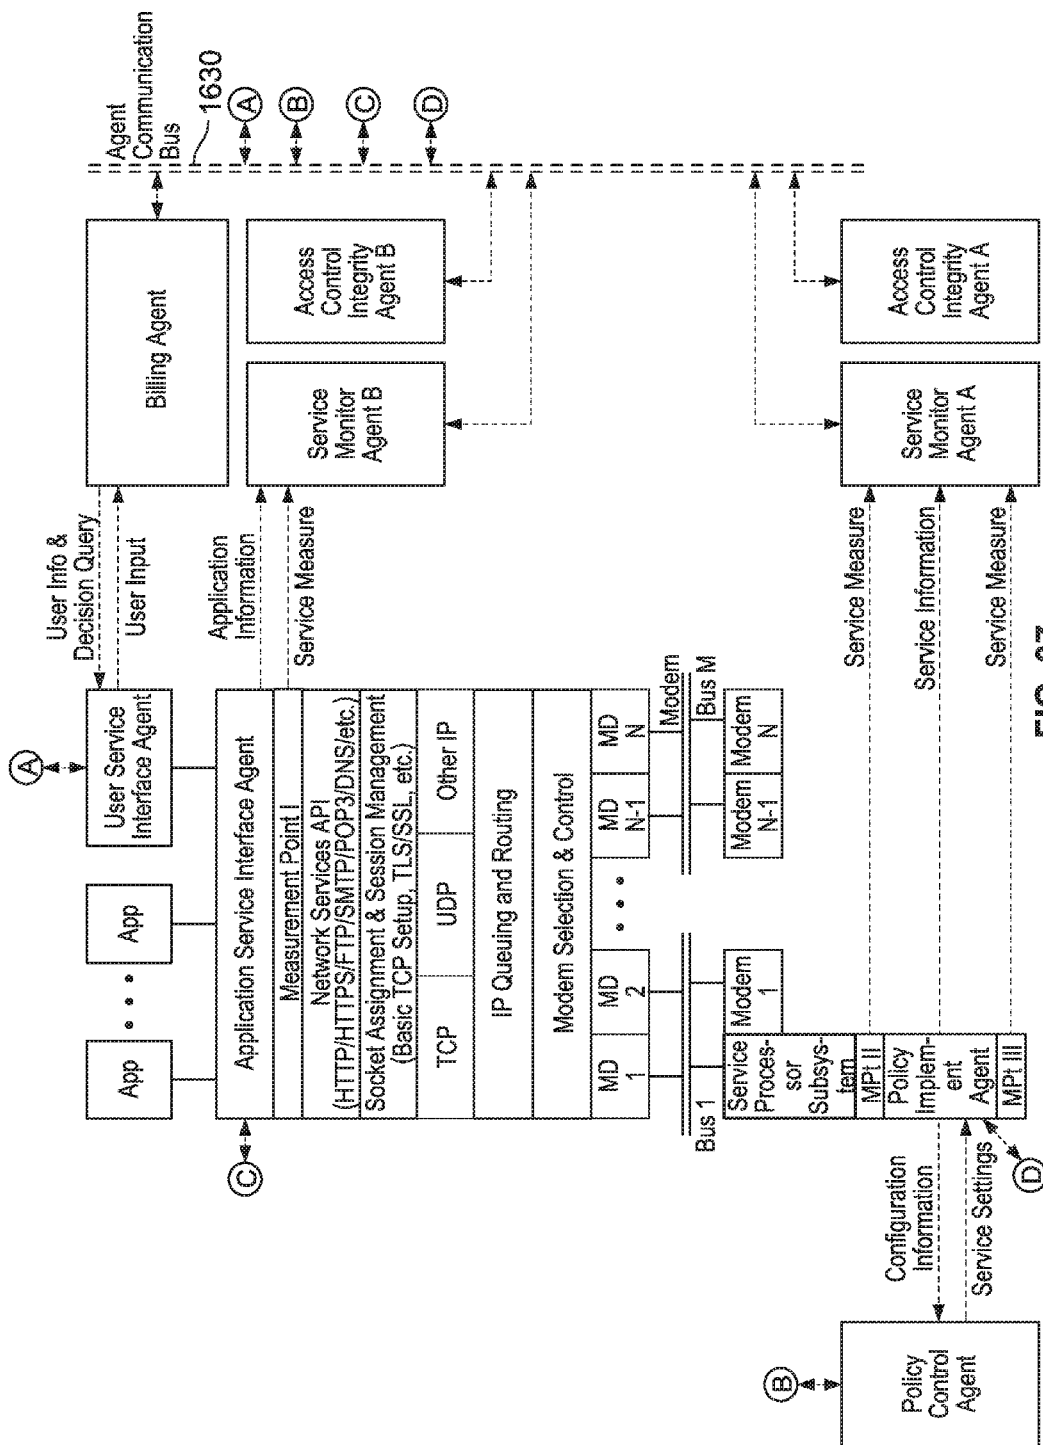 A
App
• • •
App
User Service
Interface Agent
User Info &
Decision Query
User Input
Billing Agent
Agent
Communication
Bus
1630
C
Application Service Interface Agent
Measurement Point I
Network Services API
(HTTP/HTTPS/FTP/SMTP/POP3/DNS/etc.)
Socket Assignment & Session Management
(Basic TCP Setup, TLS/SSL, etc.)
TCP
UDP
Other IP
IP Queuing and Routing
Modem Selection & Control
MD
1
MD
2
• • •
MD
N-1
MD
N
Application
Information
Service Measure
Service
Monitor
Agent B
Access
Control
Integrity
Agent B
A
B
C
D
Bus 1
Modem
Bus M
Service
Proces-
sor
Subsys-
tem
Modem
1
Modem
N-1
Modem
N
MPt II
Policy
Implem-
ent
Agent
MPt III
D
B
Policy
Control
Agent
Configuration
Information
Service Settings
Service Measure
Service Information
Service Measure
Service
Monitor
Agent A
Access
Control
Integrity
Agent A